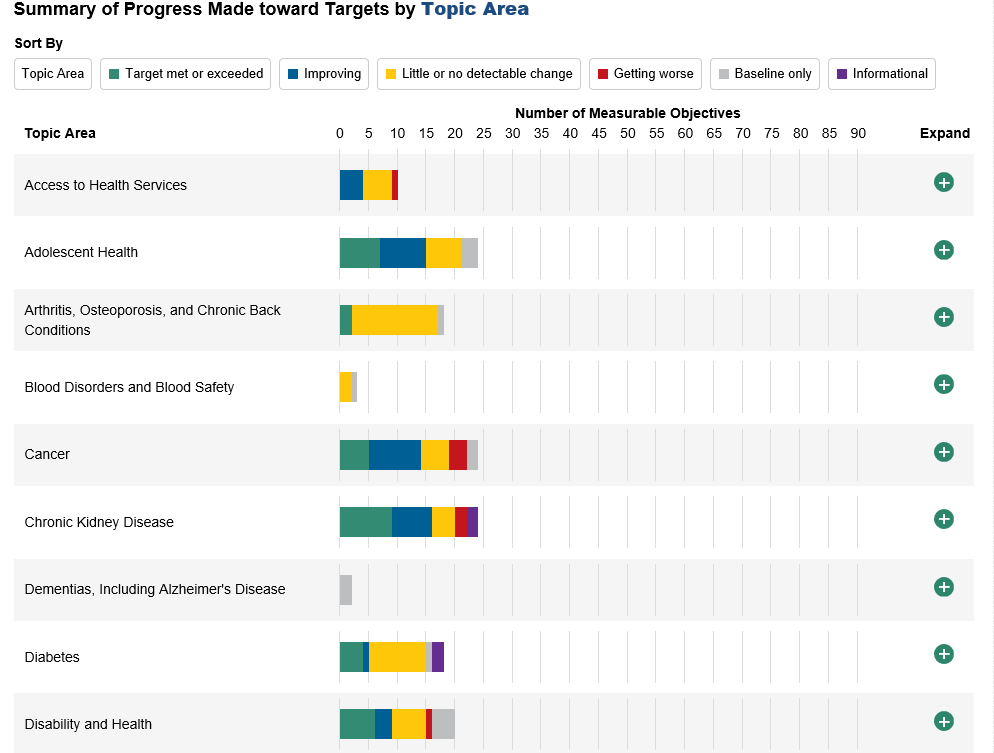 Summary of Progress Made toward Targets by Topic Area
Sort By
Topic Area Target met or exceeded Improving Little or no detectable change Getting worse Baseline only Informational
Number of Measurable Objectives
Topic Area 0 5 10 15 20 25 30 35 40 45 50 55 60 65 70 75 80 85 90 Expand
Access to Health Services
Adolescent Health
Arthritis, Osteoporosis, and Chronic Back
Conditions
Blood Disorders and Blood Safety
Cancer
Chronic Kidney Disease
Dementias, Including Alzheimer's Disease
Diabetes
Disability and Health